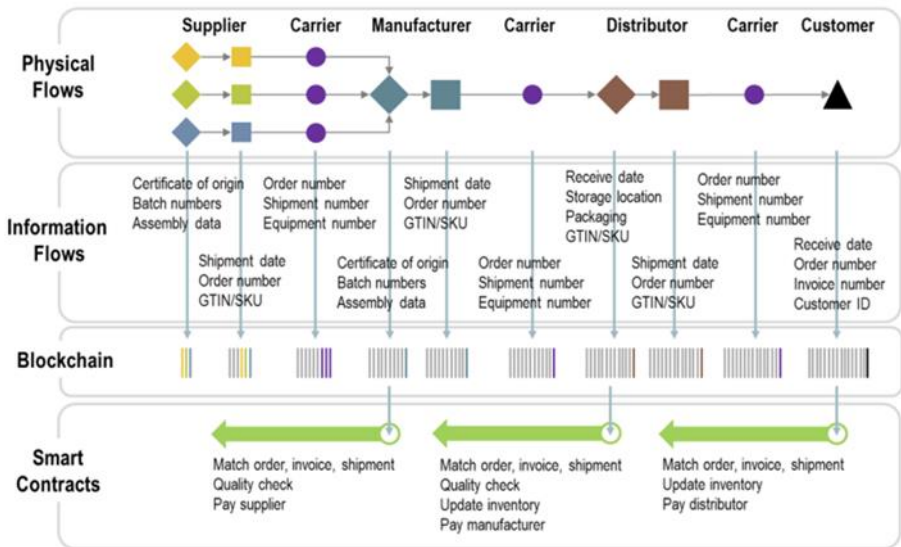 Supplier
Carrier
Manufacturer
Carrier
Distributor
Carrier
Customer
Physical
Flows
Information
Flows
Certificate of origin
Batch numbers
Assembly data
Shipment date
Order number
GTIN/SKU
Order number
Shipment number
Equipment number
Certificate of origin
Batch numbers
Assembly data
Shipment date
Order number
GTIN/SKU
Order number
Shipment number
Equipment number
Receive date
Storage location
Packaging
GTIN/SKU
Shipment date
Order number
GTIN/SKU
Order number
Shipment number
Equipment number
Receive date
Order number
Invoice number
Customer ID
Blockchain
Smart
Contracts
Match order, invoice, shipment
Quality check
Pay supplier
Match order, invoice, shipment
Quality check
Update inventory
Pay manufacturer
Match order, invoice, shipment
Update inventory
Pay distributor